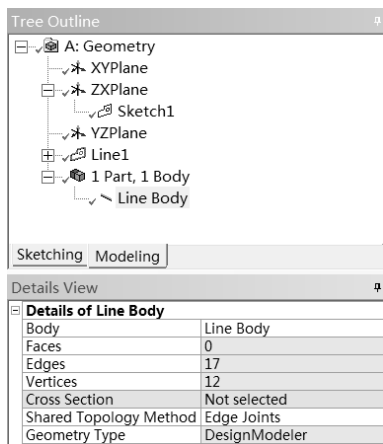 Tree Outline
A: Geometry
XYPlane
ZXPlane
Sketch1
YZPlane
Line1
1 Part, 1 Body
Line Body
Sketching Modeling
Details View
Details of Line Body
Body Line Body
Faces 0
Edges 17
Vertices 12
Cross Section Not selected
Shared Topology Method Edge Joints
Geometry Type DesignModeler